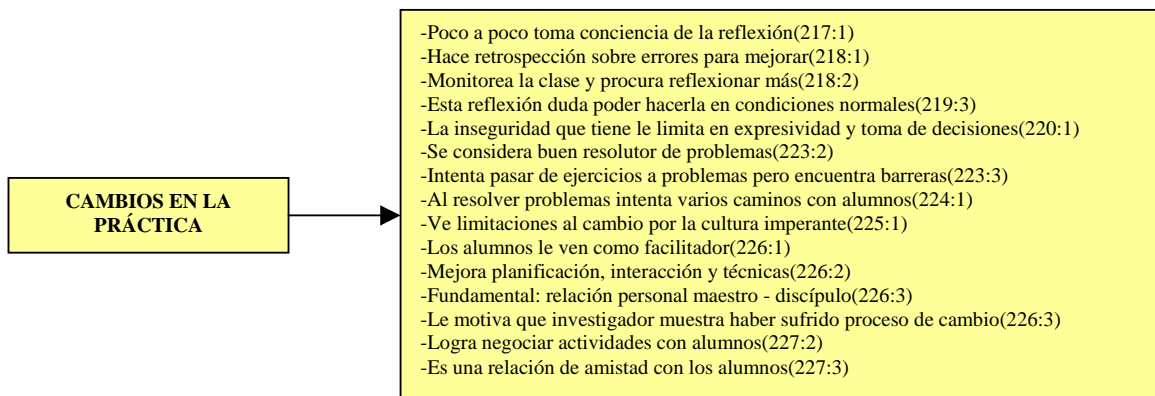 CAMBIOS EN LA
PRÁCTICA
-Poco a poco toma conciencia de la reflexión(217:1)
-Hace retrospección sobre errores para mejorar(218:1)
-Monitorea la clase y procura reflexionar más(218:2)
-Esta reflexión duda poder hacerla en condiciones normales(219:3)
-La inseguridad que tiene le limita en expresividad y toma de decisiones(220:1)
-Se considera buen resolutor de problemas(223:2)
-Intenta pasar de ejercicios a problemas pero encuentra barreras(223:3)
-Al resolver problemas intenta varios caminos con alumnos(224:1)
-Ve limitaciones al cambio por la cultura imperante(225:1)
-Los alumnos le ven como facilitador(226:1)
-Mejora planificación, interacción y técnicas(226:2)
-Fundamental: relación personal maestro - discípulo(226:3)
-Le motiva que investigador muestra haber sufrido proceso de cambio(226:3)
-Logra negociar actividades con alumnos(227:2)
-Es una relación de amistad con los alumnos(227:3)